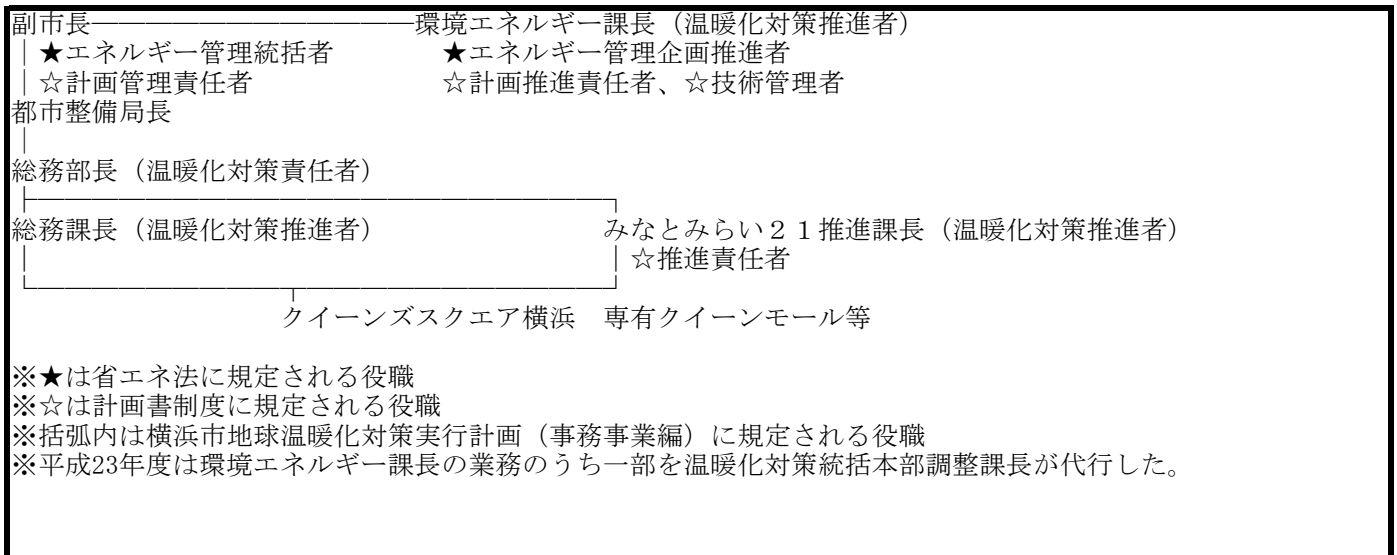 副市長────────────環境エネルギー課長（温暖化対策推進者）
│★エネルギー管理統括者　　　　★エネルギー管理企画推進者
│☆計画管理責任者　　　　　　　☆計画推進責任者、☆技術管理者
都市整備局長
│
総務部長（温暖化対策責任者）
├─────────────────────┐
総務課長（温暖化対策推進者）　　　　　　　　　みなとみらい２１推進課長（温暖化対策推進者）
│　　　　　　　　　　　　　　　　　　　　　│☆推進責任者
└─────────┬───────────┘
クイーンズスクエア横浜　専有クイーンモール等
※★は省エネ法に規定される役職
※☆は計画書制度に規定される役職
※括弧内は横浜市地球温暖化対策実行計画（事務事業編）に規定される役職
※平成23年度は環境エネルギー課長の業務のうち一部を温暖化対策統括本部調整課長が代行した。